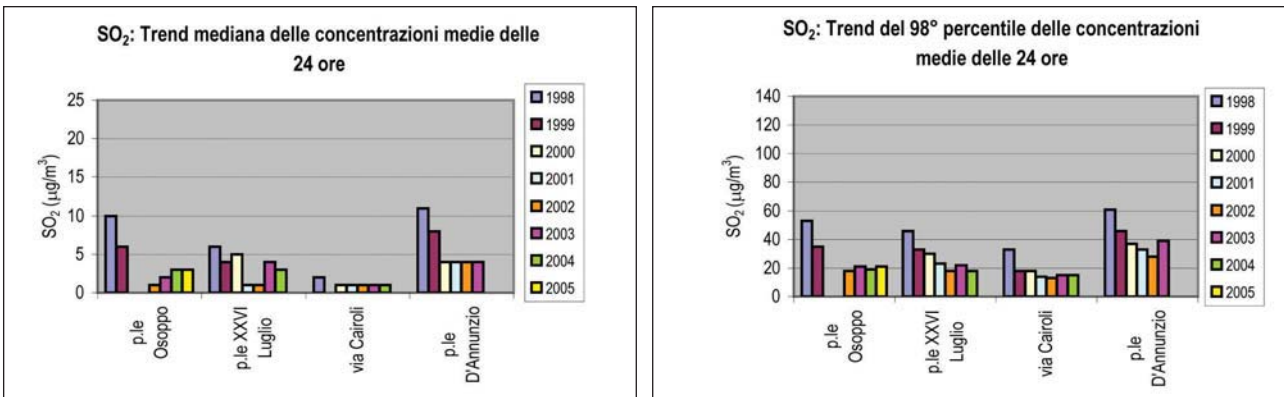 SO₂: Trend mediana delle concentrazioni medie delle
24 ore
25
20
15
10
5
0
SO₂ (µg/m³)
p.le
Osoppo
p.le XXVI
Luglio
via Cairoli
p.le
D'Annunzio
1998
1999
2000
2001
2002
2003
2004
2005
SO₂: Trend del 98° percentile delle concentrazioni
medie delle 24 ore
140
120
100
80
60
40
20
0
SO₂ (µg/m³)
p.le
Osoppo
p.le XXVI
Luglio
via Cairoli
p.le
D'Annunzio
1998
1999
2000
2001
2002
2003
2004
2005